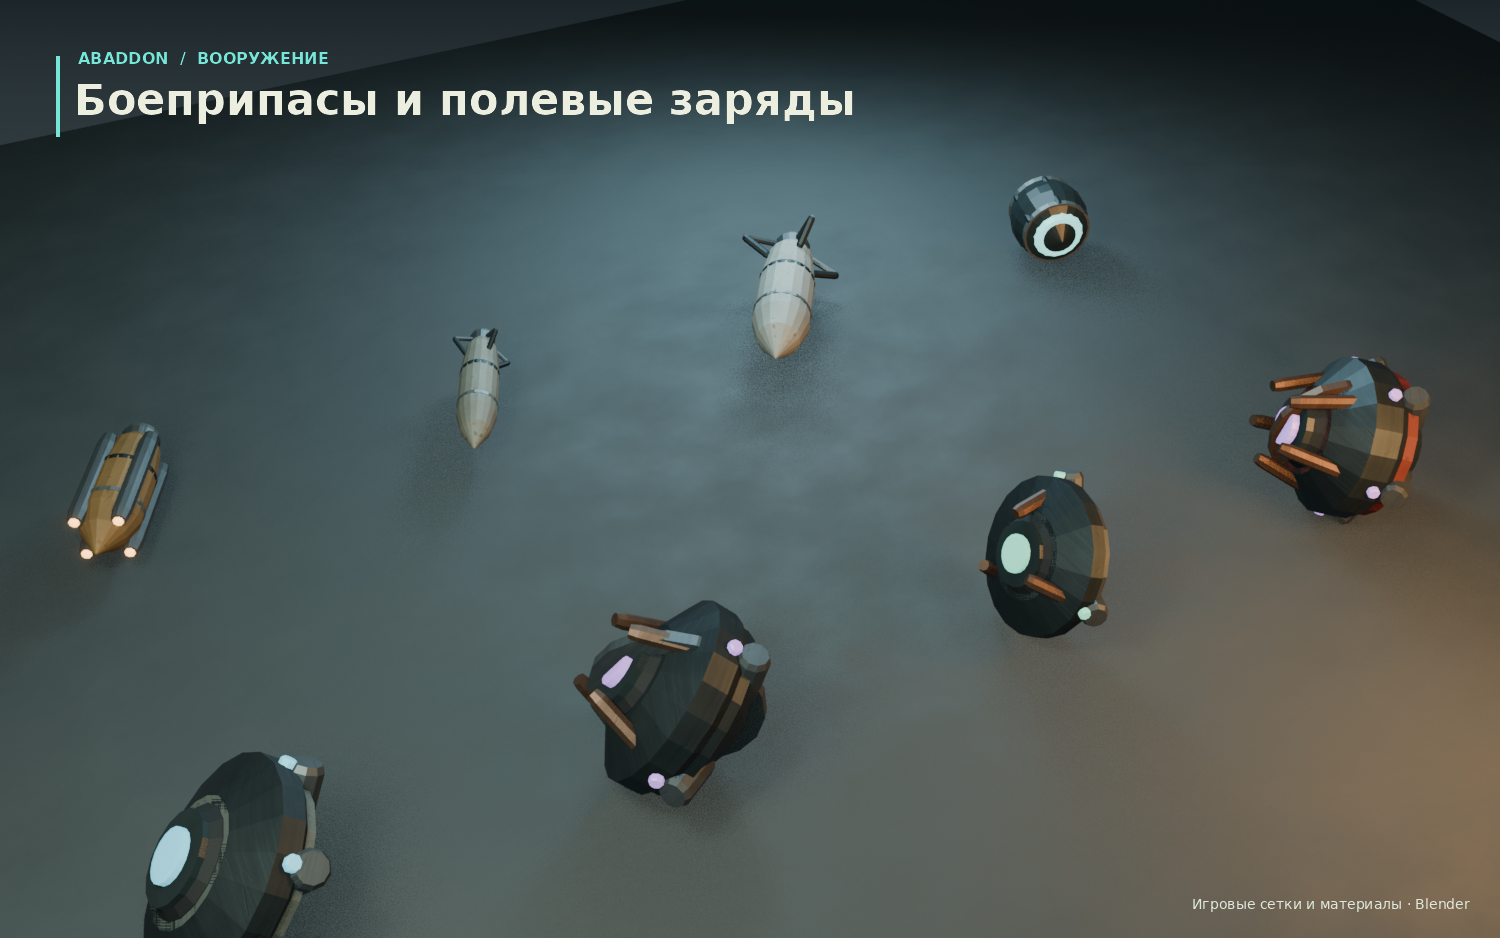 ABADDON / ВООРУЖЕНИЕ
Боеприпасы и полевые заряды
Игровые сетки и материалы · Blender